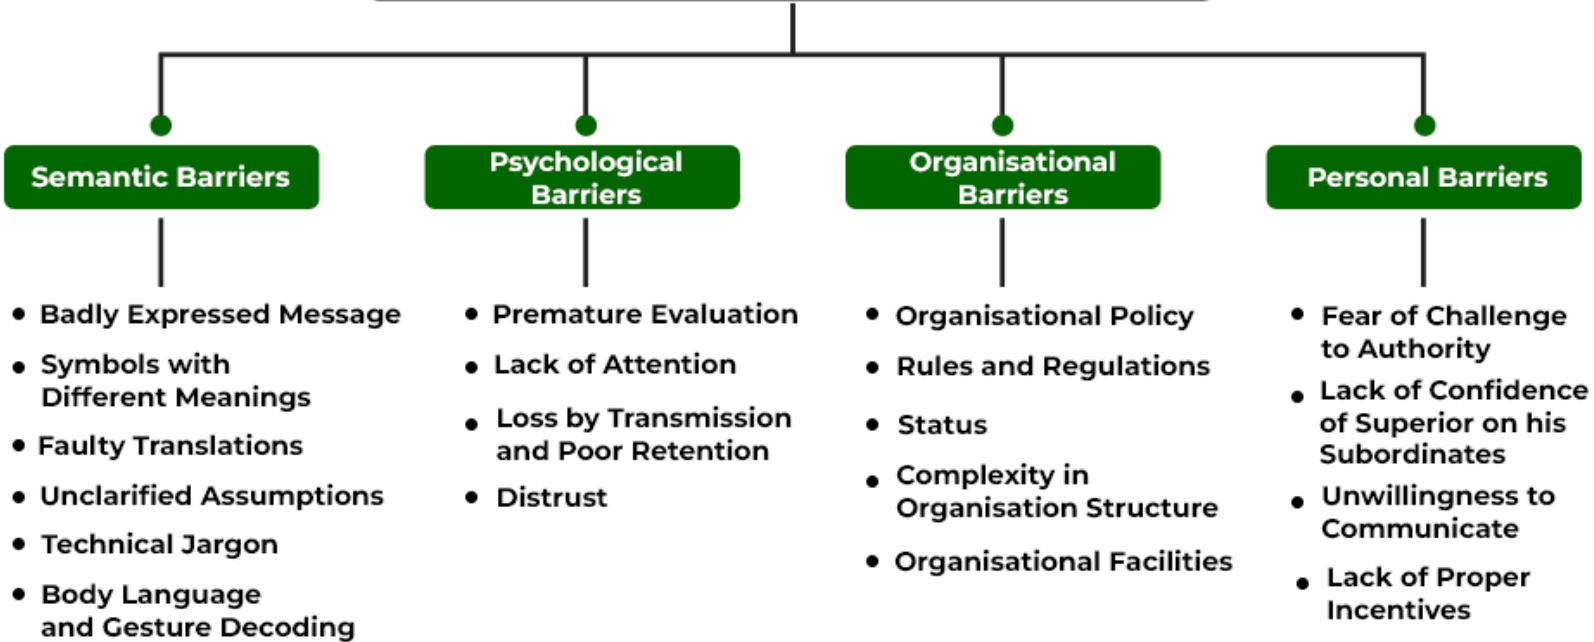 Semantic Barriers
Badly Expressed Message
Symbols with
Different Meanings
Faulty Translations
Unclarified Assumptions
Technical Jargon
Body Language
and Gesture Decoding
Psychological
Barriers
Premature Evaluation
Lack of Attention
Loss by Transmission
and Poor Retention
Distrust
Organisational
Barriers
Organisational Policy
Rules and Regulations
Status
Complexity in
Organisation Structure
Organisational Facilities
Personal Barriers
Fear of Challenge
to Authority
Lack of Confidence
of Superior on his
Subordinates
Unwillingness to
Communicate
Lack of Proper
Incentives